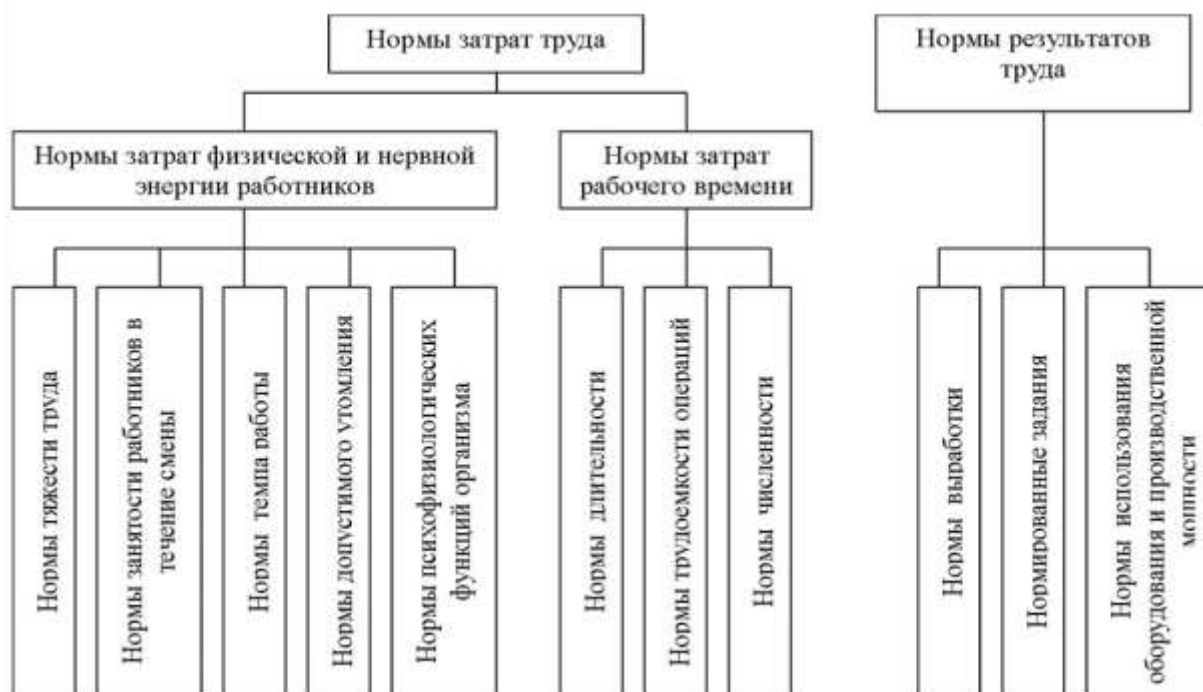 Нормы затрат труда
Нормы результатов
труда
Нормы затрат физической и нервной
энергии работников
Нормы затрат
рабочего времени
Нормы тяжести труда
Нормы занятости работников в
течение смены
Нормы темпа работы
Нормы допустимого утомления
Нормы психофизиологических
функций организма
Нормы длительности
Нормы трудоемкости операций
Нормы численности
Нормы выработки
Нормированные задания
Нормы использования
оборудования и производственной
мощности